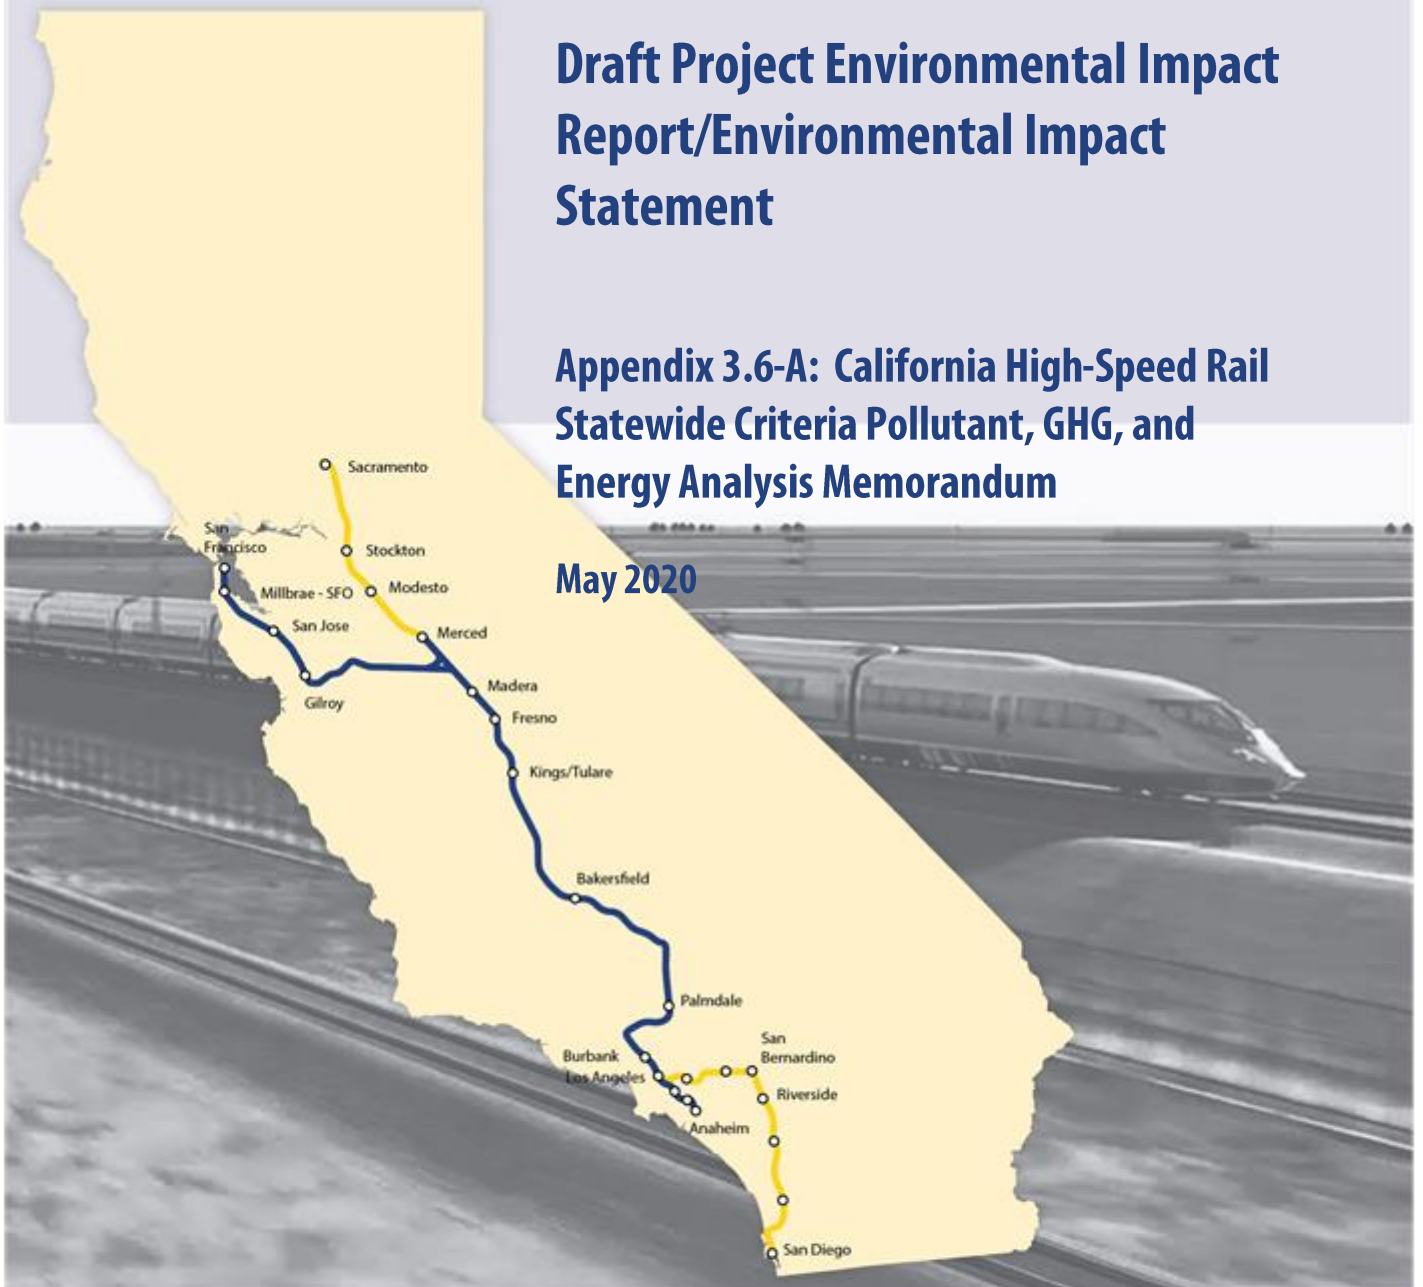 Draft Project Environmental Impact
Report/Environmental Impact
Statement
Appendix 3.6-A: California High-Speed Rail
Statewide Criteria Pollutant, GHG, and
Energy Analysis Memorandum
May 2020
Sacramento
San
Francisco
Stockton
Millbrae - SFO
Modesto
San Jose
Merced
Gilroy
Madera
Fresno
Kings/Tulare
Bakersfield
Palmdale
San
Bernardino
Burbank
Los Angeles
Riverside
Anaheim
San Diego